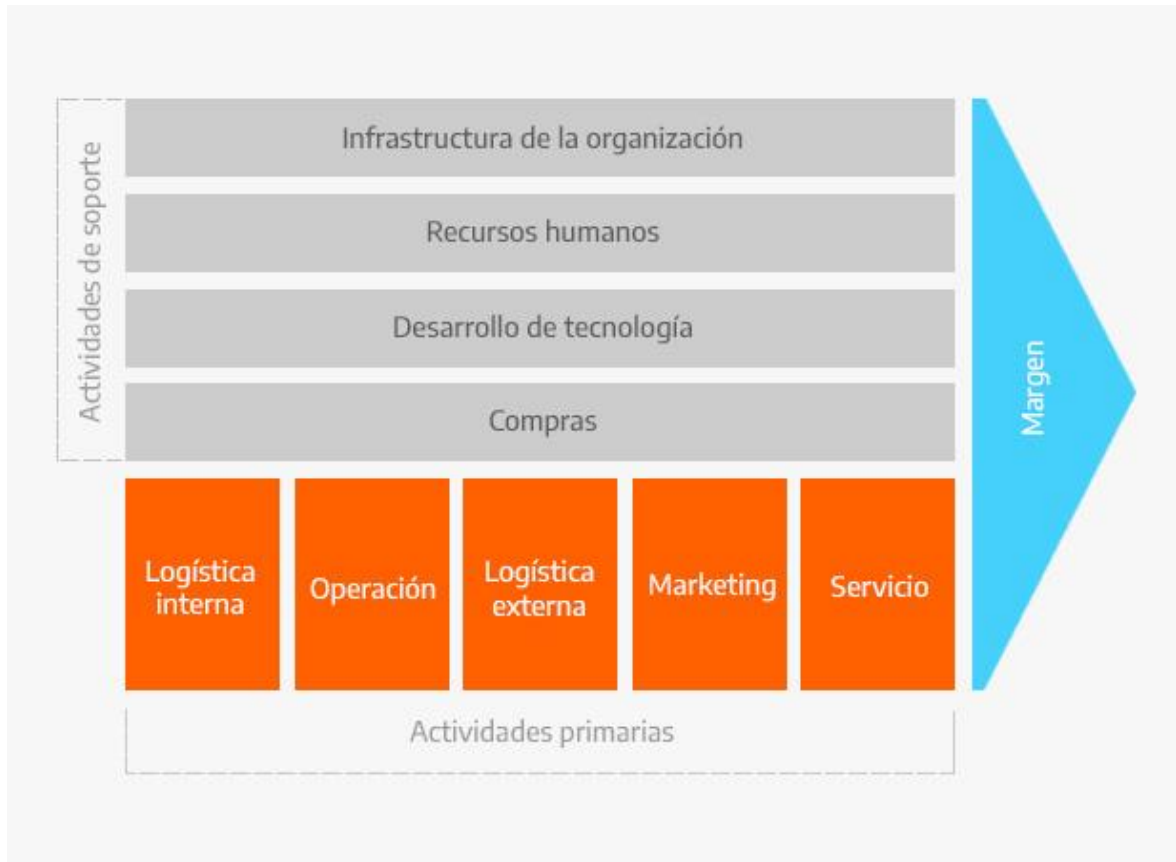 Actividades de soporte
Infrastructura de la organización
Recursos humanos
Desarrollo de tecnología
Compras
Logística
interna
Operación
Logística
externa
Marketing
Servicio
Margen
Actividades primarias